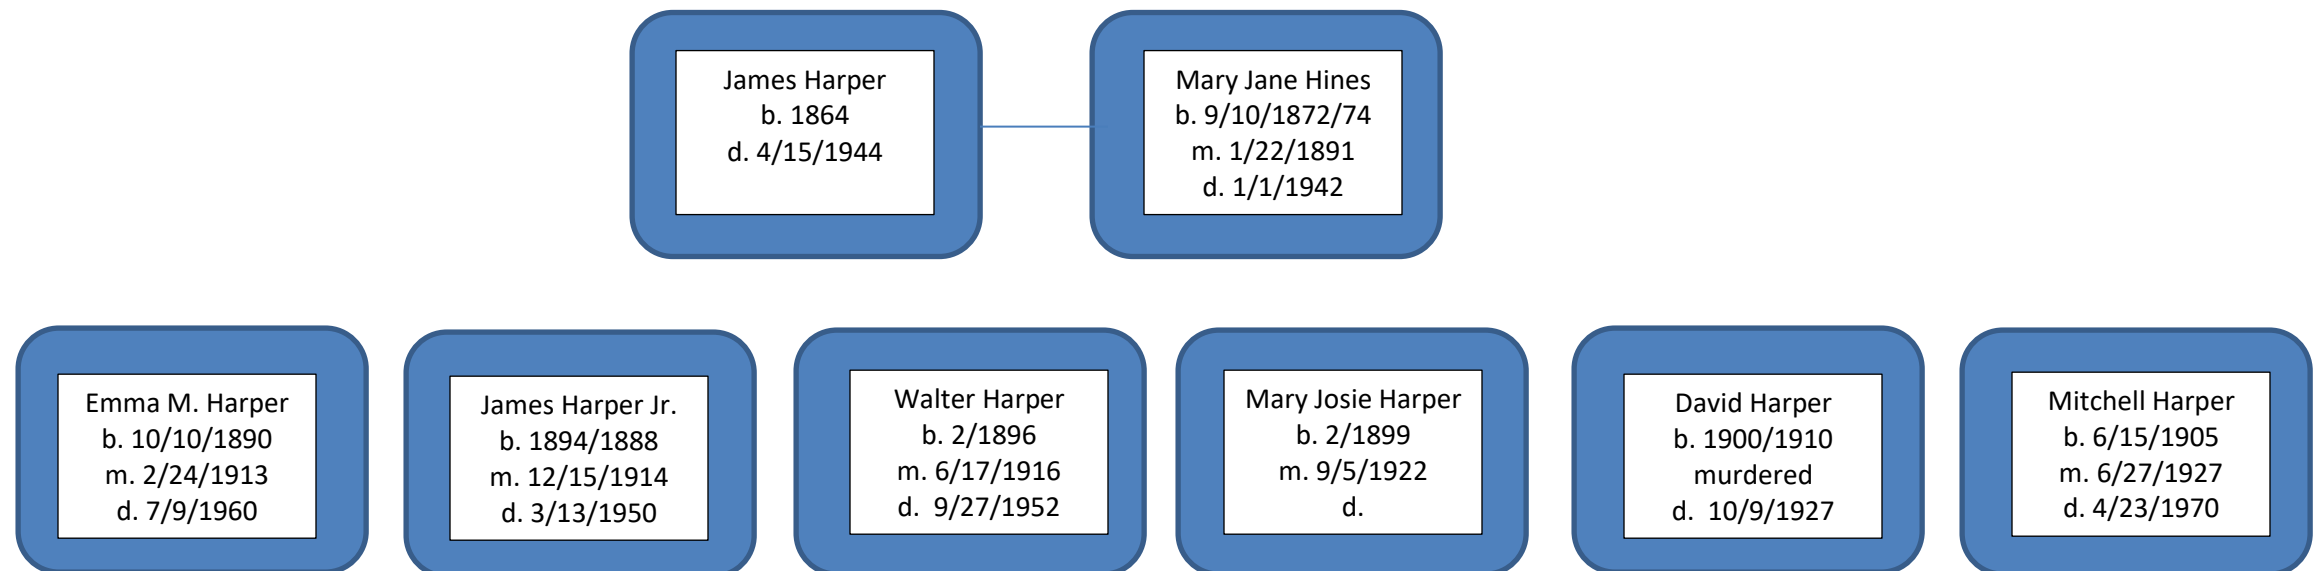 James Harper
b. 1864
d. 4/15/1944
Mary Jane Hines
b. 9/10/1872/74
m. 1/22/1891
d. 1/1/1942
Emma M. Harper
b. 10/10/1890
m. 2/24/1913
d. 7/9/1960
James Harper Jr.
b. 1894/1888
m. 12/15/1914
d. 3/13/1950
Walter Harper
b. 2/1896
m. 6/17/1916
d.  9/27/1952
Mary Josie Harper
b. 2/1899
m. 9/5/1922
d.
David Harper
b. 1900/1910
murdered
d.  10/9/1927
Mitchell Harper
b. 6/15/1905
m. 6/27/1927
d. 4/23/1970